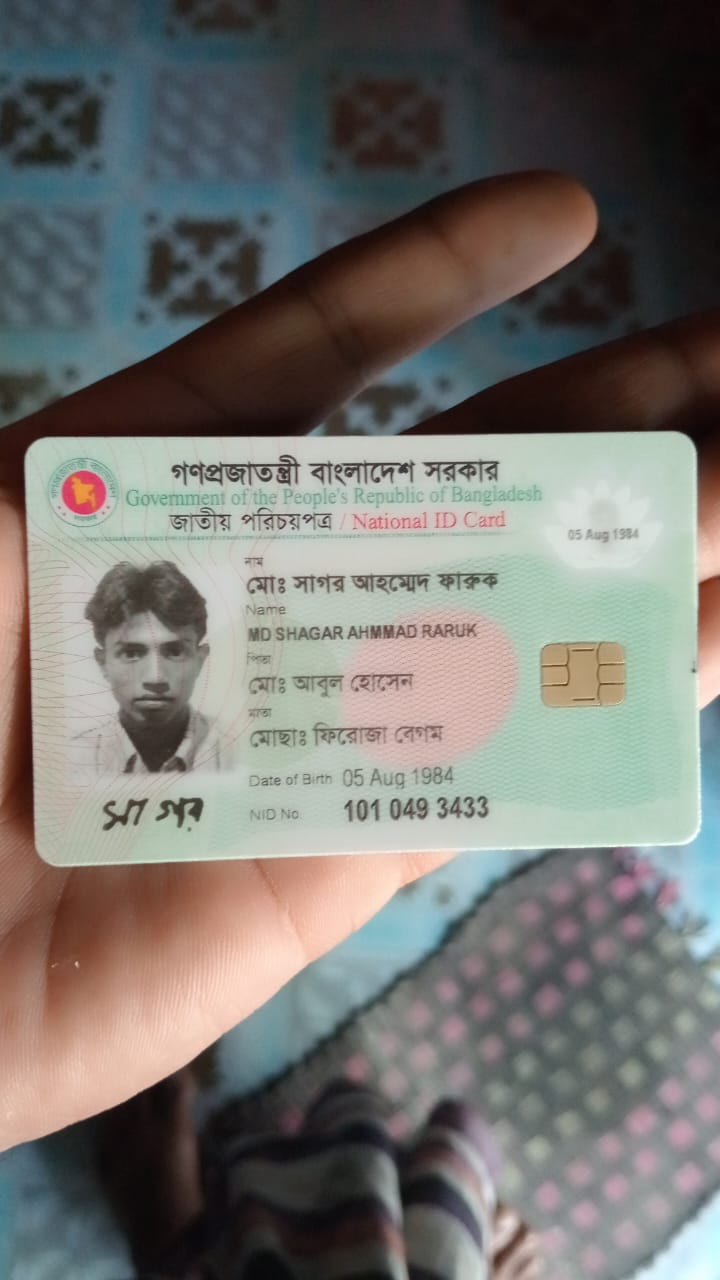 গণপ্রজাতন্ত্রী বাংলাদেশ সরকার
Government of the People's Republic of Bangladesh
জাতীয় পরিচয়পত্র / National ID Card
05 Aug 1984
নাম
মোঃ সাগর আহম্মেদ ফারুক
Name
MD SHAGAR AHMMAD RARUK
পিতা
মোঃ আবুল হোসেন
মাতা
মোছাঃ ফিরোজা বেগম
Date of Birth 05 Aug 1984
NID No. 101 049 3433
সাগর